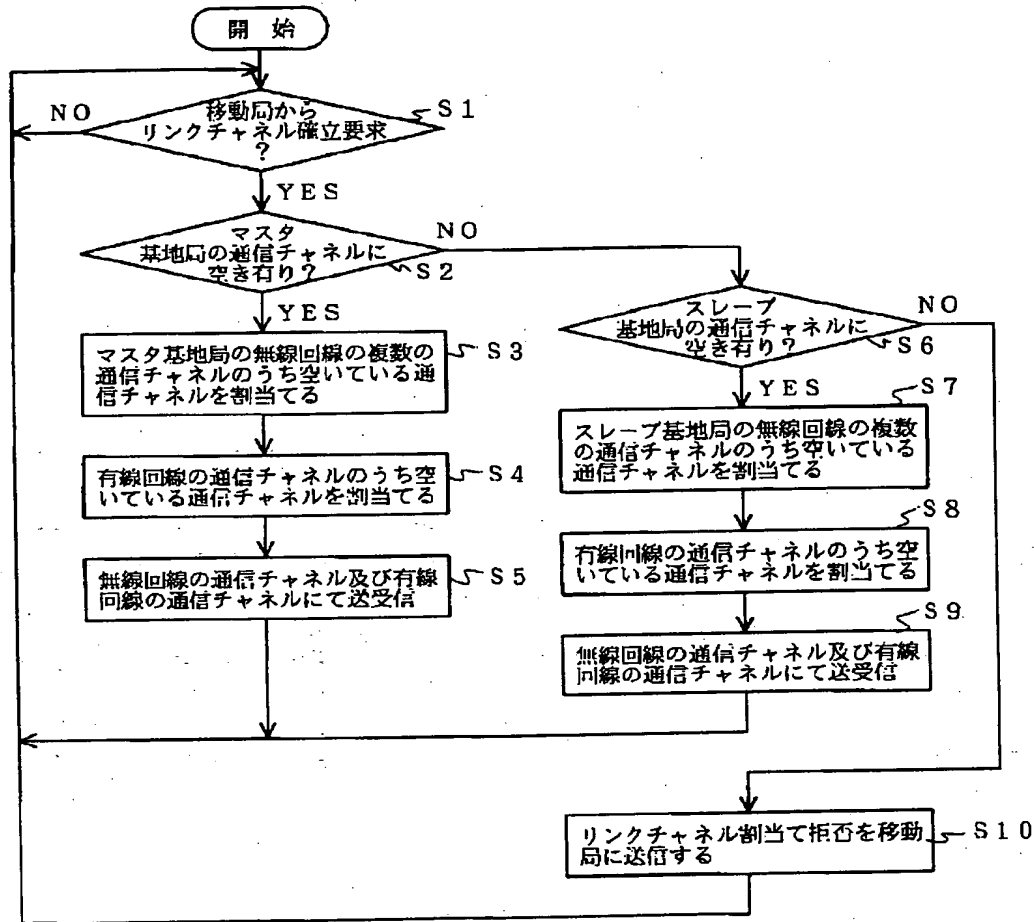 開始
移動局から
リンクチャネル確立要求
?
S1
NO
YES
マスタ
基地局の通信チャネルに
空き有り?
S2
NO
YES
マスタ基地局の無線回線の複数の
通信チャネルのうち空いている通
信チャネルを割当てる
S3
有線回線の通信チャネルのうち空
いている通信チャネルを割当てる
S4
無線回線の通信チャネル及び有線
回線の通信チャネルにて送受信
S5
スレーブ
基地局の通信チャネルに
空き有り?
S6
NO
YES
S7
スレーブ基地局の無線回線の複数
の通信チャネルのうち空いている
通信チャネルを割当てる
S8
有線回線の通信チャネルのうち空
いている通信チャネルを割当てる
S9
無線回線の通信チャネル及び有線
回線の通信チャネルにて送受信
リンクチャネル割当て拒否を移動
局に送信する
S10